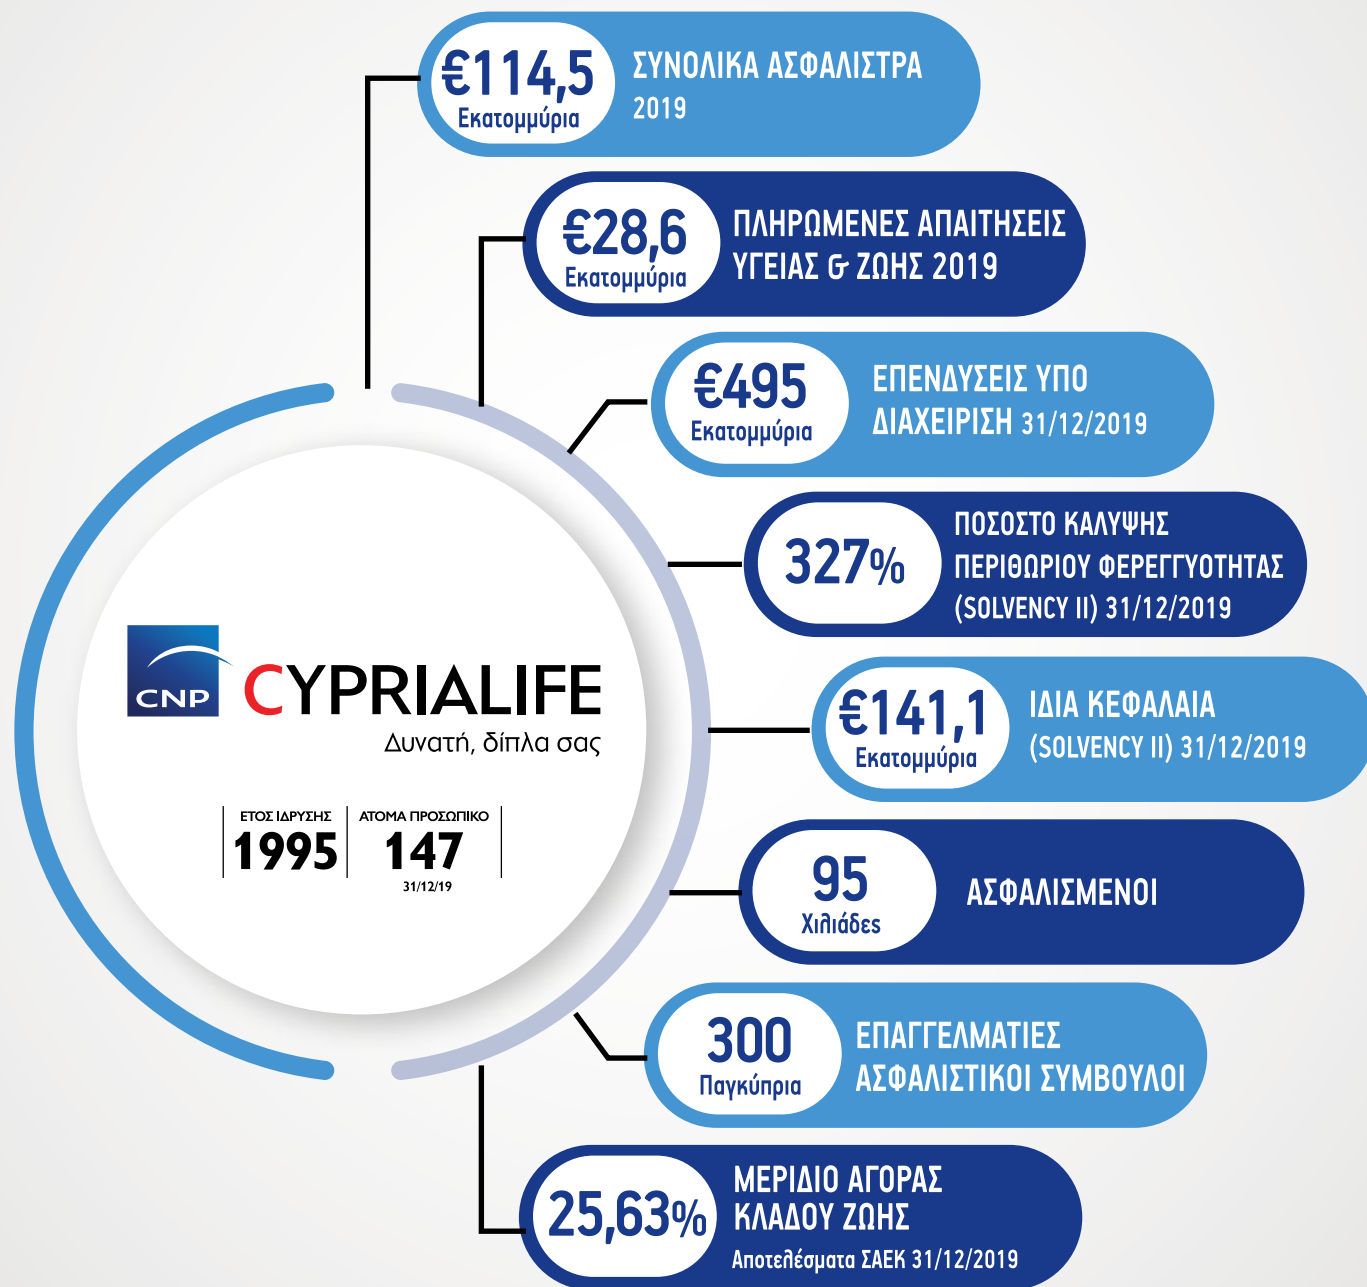 €114,5
Εκατομμύρια
ΣΥΝΟΛΙΚΑ ΑΣΦΑΛΙΣΤΡΑ
2019
€28,6
Εκατομμύρια
ΠΛΗΡΩΜΕΝΕΣ ΑΠΑΙΤΗΣΕΙΣ
ΥΓΕΙΑΣ & ΖΩΗΣ 2019
€495
Εκατομμύρια
ΕΠΕΝΔΥΣΕΙΣ ΥΠΟ
ΔΙΑΧΕΙΡΙΣΗ 31/12/2019
327%
ΠΟΣΟΣΤΟ ΚΑΛΥΨΗΣ
ΠΕΡΙΘΩΡΙΟΥ ΦΕΡΕΓΓΥΟΤΗΤΑΣ
(SOLVENCY II) 31/12/2019
CNP
CYPRIALIFE
Δυνατή, δίπλα σας
ΕΤΟΣ ΙΔΡΥΣΗΣ
1995
ΑΤΟΜΑ ΠΡΟΣΩΠΙΚΟ
147
31/12/19
€141,1
Εκατομμύρια
ΙΔΙΑ ΚΕΦΑΛΑΙΑ
(SOLVENCY II) 31/12/2019
95
Χιλιάδες
ΑΣΦΑΛΙΣΜΕΝΟΙ
300
Παγκύπρια
ΕΠΑΓΓΕΛΜΑΤΙΕΣ
ΑΣΦΑΛΙΣΤΙΚΟΙ ΣΥΜΒΟΥΛΟΙ
25,63%
ΜΕΡΙΔΙΟ ΑΓΟΡΑΣ
ΚΛΑΔΟΥ ΖΩΗΣ
Αποτελέσματα ΣΑΕΚ 31/12/2019